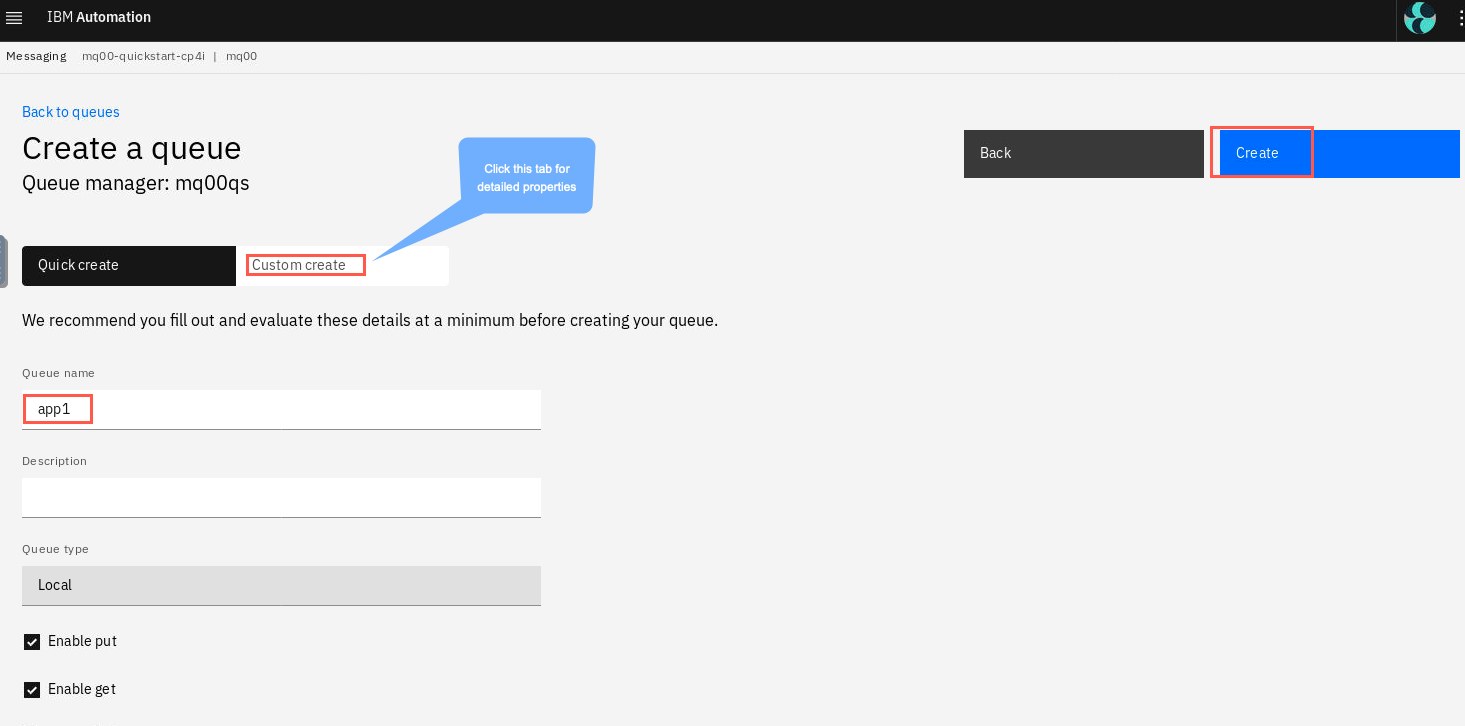 IBM Automation
Messaging mq00-quickstart-cp4i | mq00
Back to queues
Create a queue
Queue manager: mq00qs
Click this tab for
detailed properties
Back
Create
Quick create
Custom create
We recommend you fill out and evaluate these details at a minimum before creating your queue.
Queue name
app1
Description
Queue type
Local
Enable put
Enable get